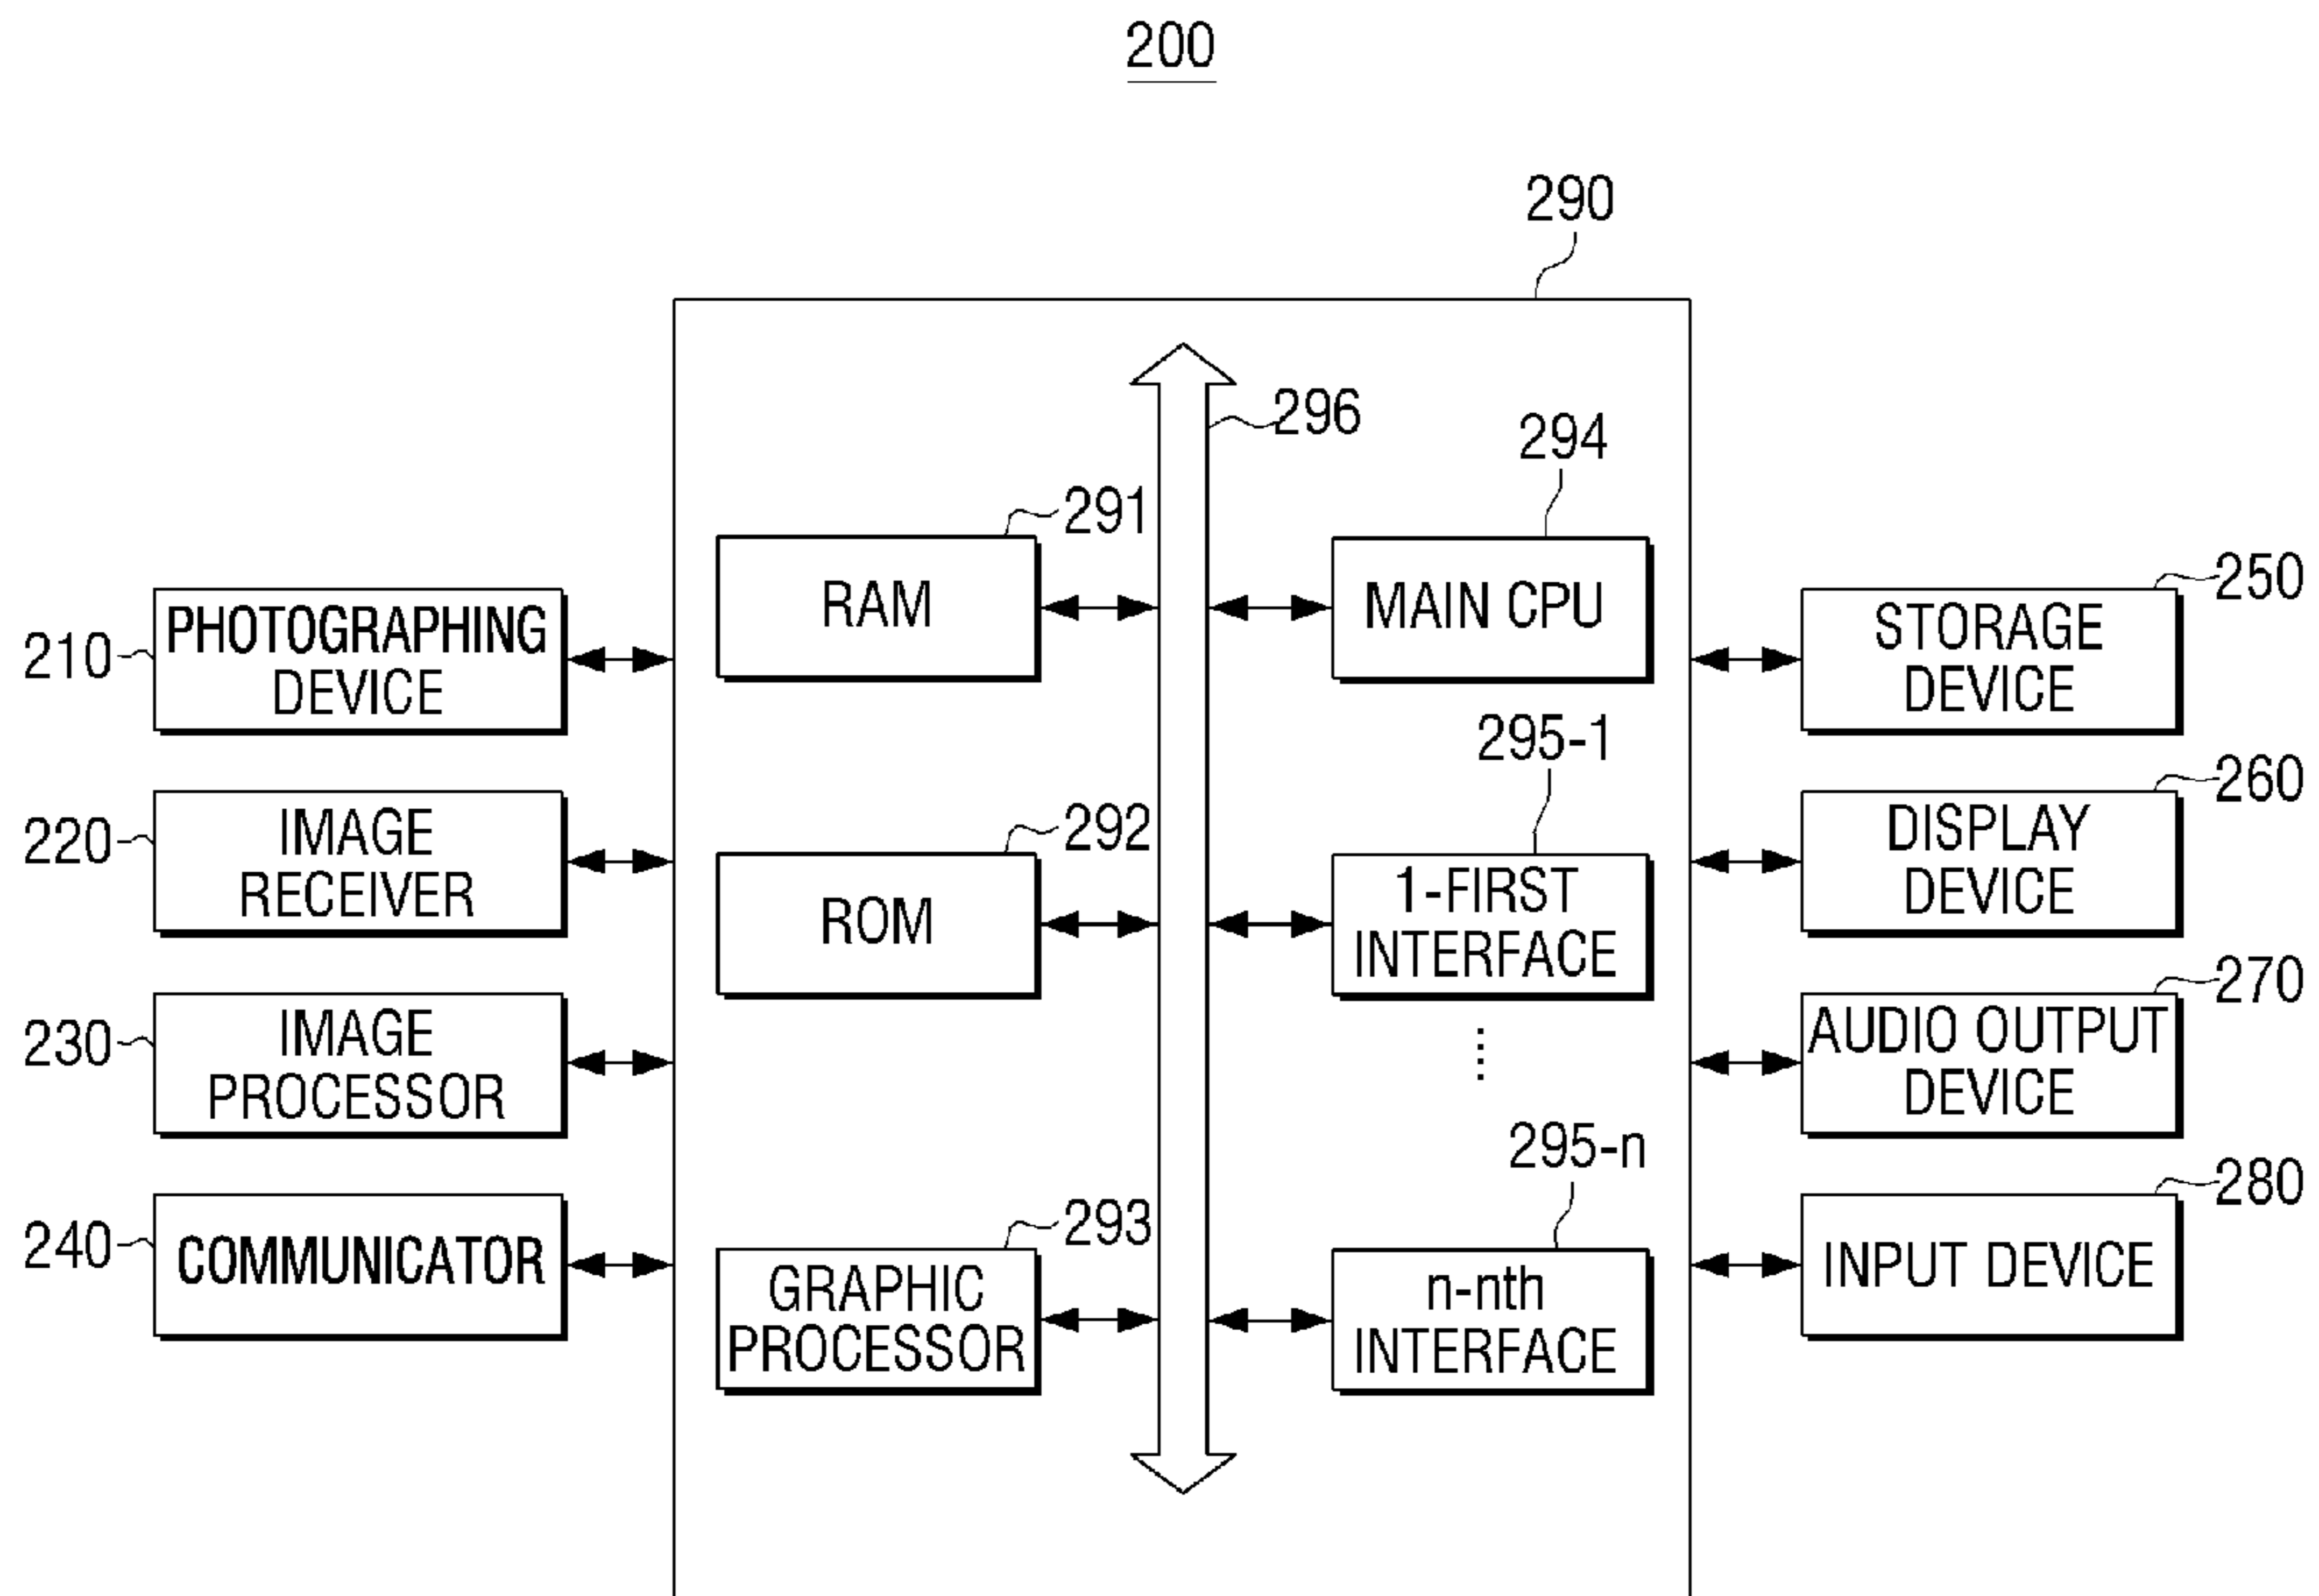 200
290
296
294
291
RAM
MAIN CPU
210
PHOTOGRAPHING
DEVICE
250
STORAGE
DEVICE
295-1
220
IMAGE
RECEIVER
292
ROM
1-FIRST
INTERFACE
260
DISPLAY
DEVICE
230
IMAGE
PROCESSOR
270
AUDIO OUTPUT
DEVICE
295-n
240
COMMUNICATOR
293
GRAPHIC
PROCESSOR
n-nth
INTERFACE
280
INPUT DEVICE